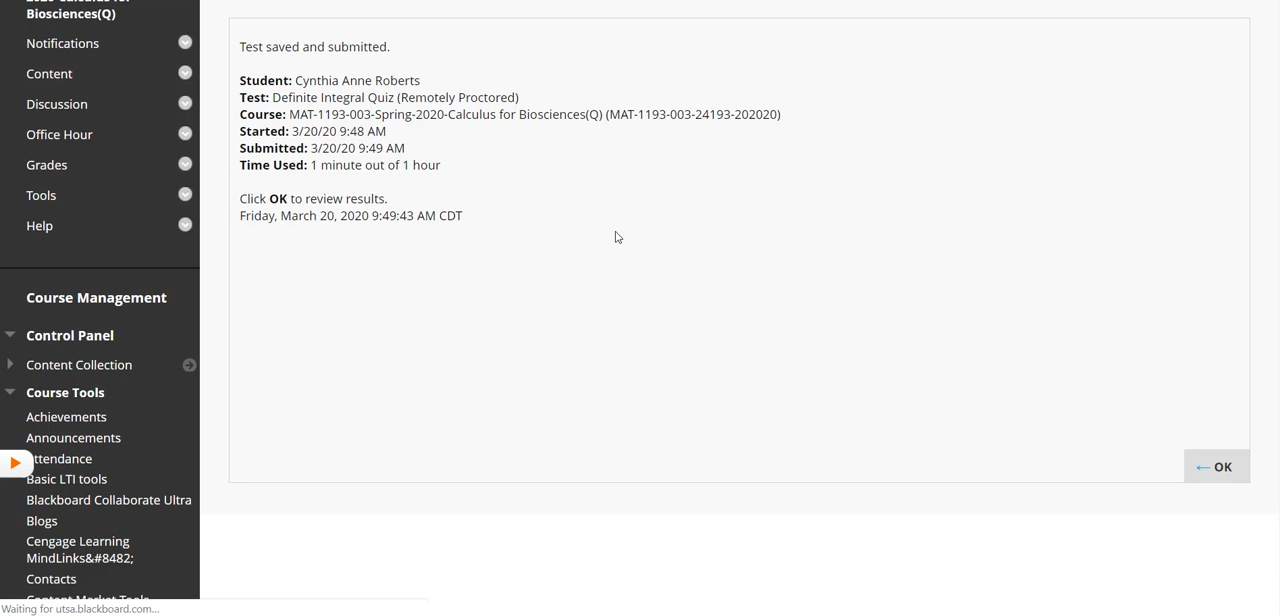 Biosciences(Q)
Notifications
Content
Discussion
Office Hour
Grades
Tools
Help
Course Management
Control Panel
Content Collection
Course Tools
Achievements
Announcements
ttendance
Basic LTI tools
Blackboard Collaborate Ultra
Blogs
Cengage Learning
MindLinks&#8482;
Contacts
Content Market Tools
Waiting for utsa.blackboard.com...
Test saved and submitted.
Student: Cynthia Anne Roberts
Test: Definite Integral Quiz (Remotely Proctored)
Course: MAT-1193-003-Spring-2020-Calculus for Biosciences(Q) (MAT-1193-003-24193-202020)
Started: 3/20/20 9:48 AM
Submitted: 3/20/20 9:49 AM
Time Used: 1 minute out of 1 hour
Click OK to review results.
Friday, March 20, 2020 9:49:43 AM CDT
← OK